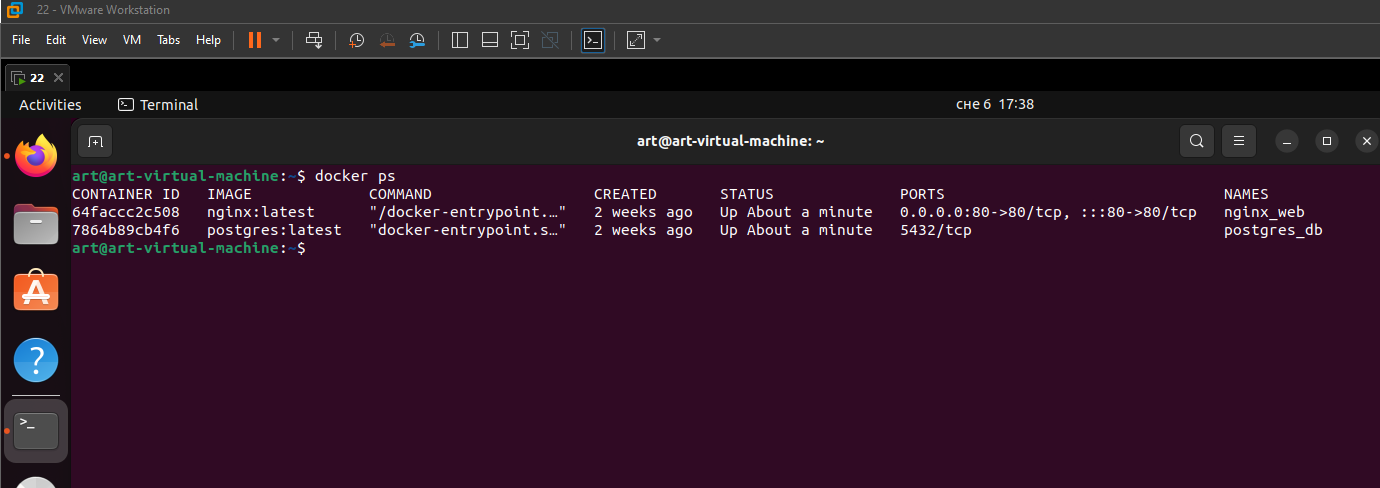 22 - VMware Workstation
File Edit View VM Tabs Help
22
Activities Terminal сне 6 17:38
art@art-virtual-machine: ~
art@art-virtual-machine:~$ docker ps
CONTAINER ID IMAGE COMMAND CREATED STATUS PORTS NAMES
64faccc2c508 nginx:latest "/docker-entrypoint.…" 2 weeks ago Up About a minute 0.0.0.0:80->80/tcp, :::80->80/tcp nginx_web
7864b89cb4f6 postgres:latest "docker-entrypoint.s…" 2 weeks ago Up About a minute 5432/tcp postgres_db
art@art-virtual-machine:~$